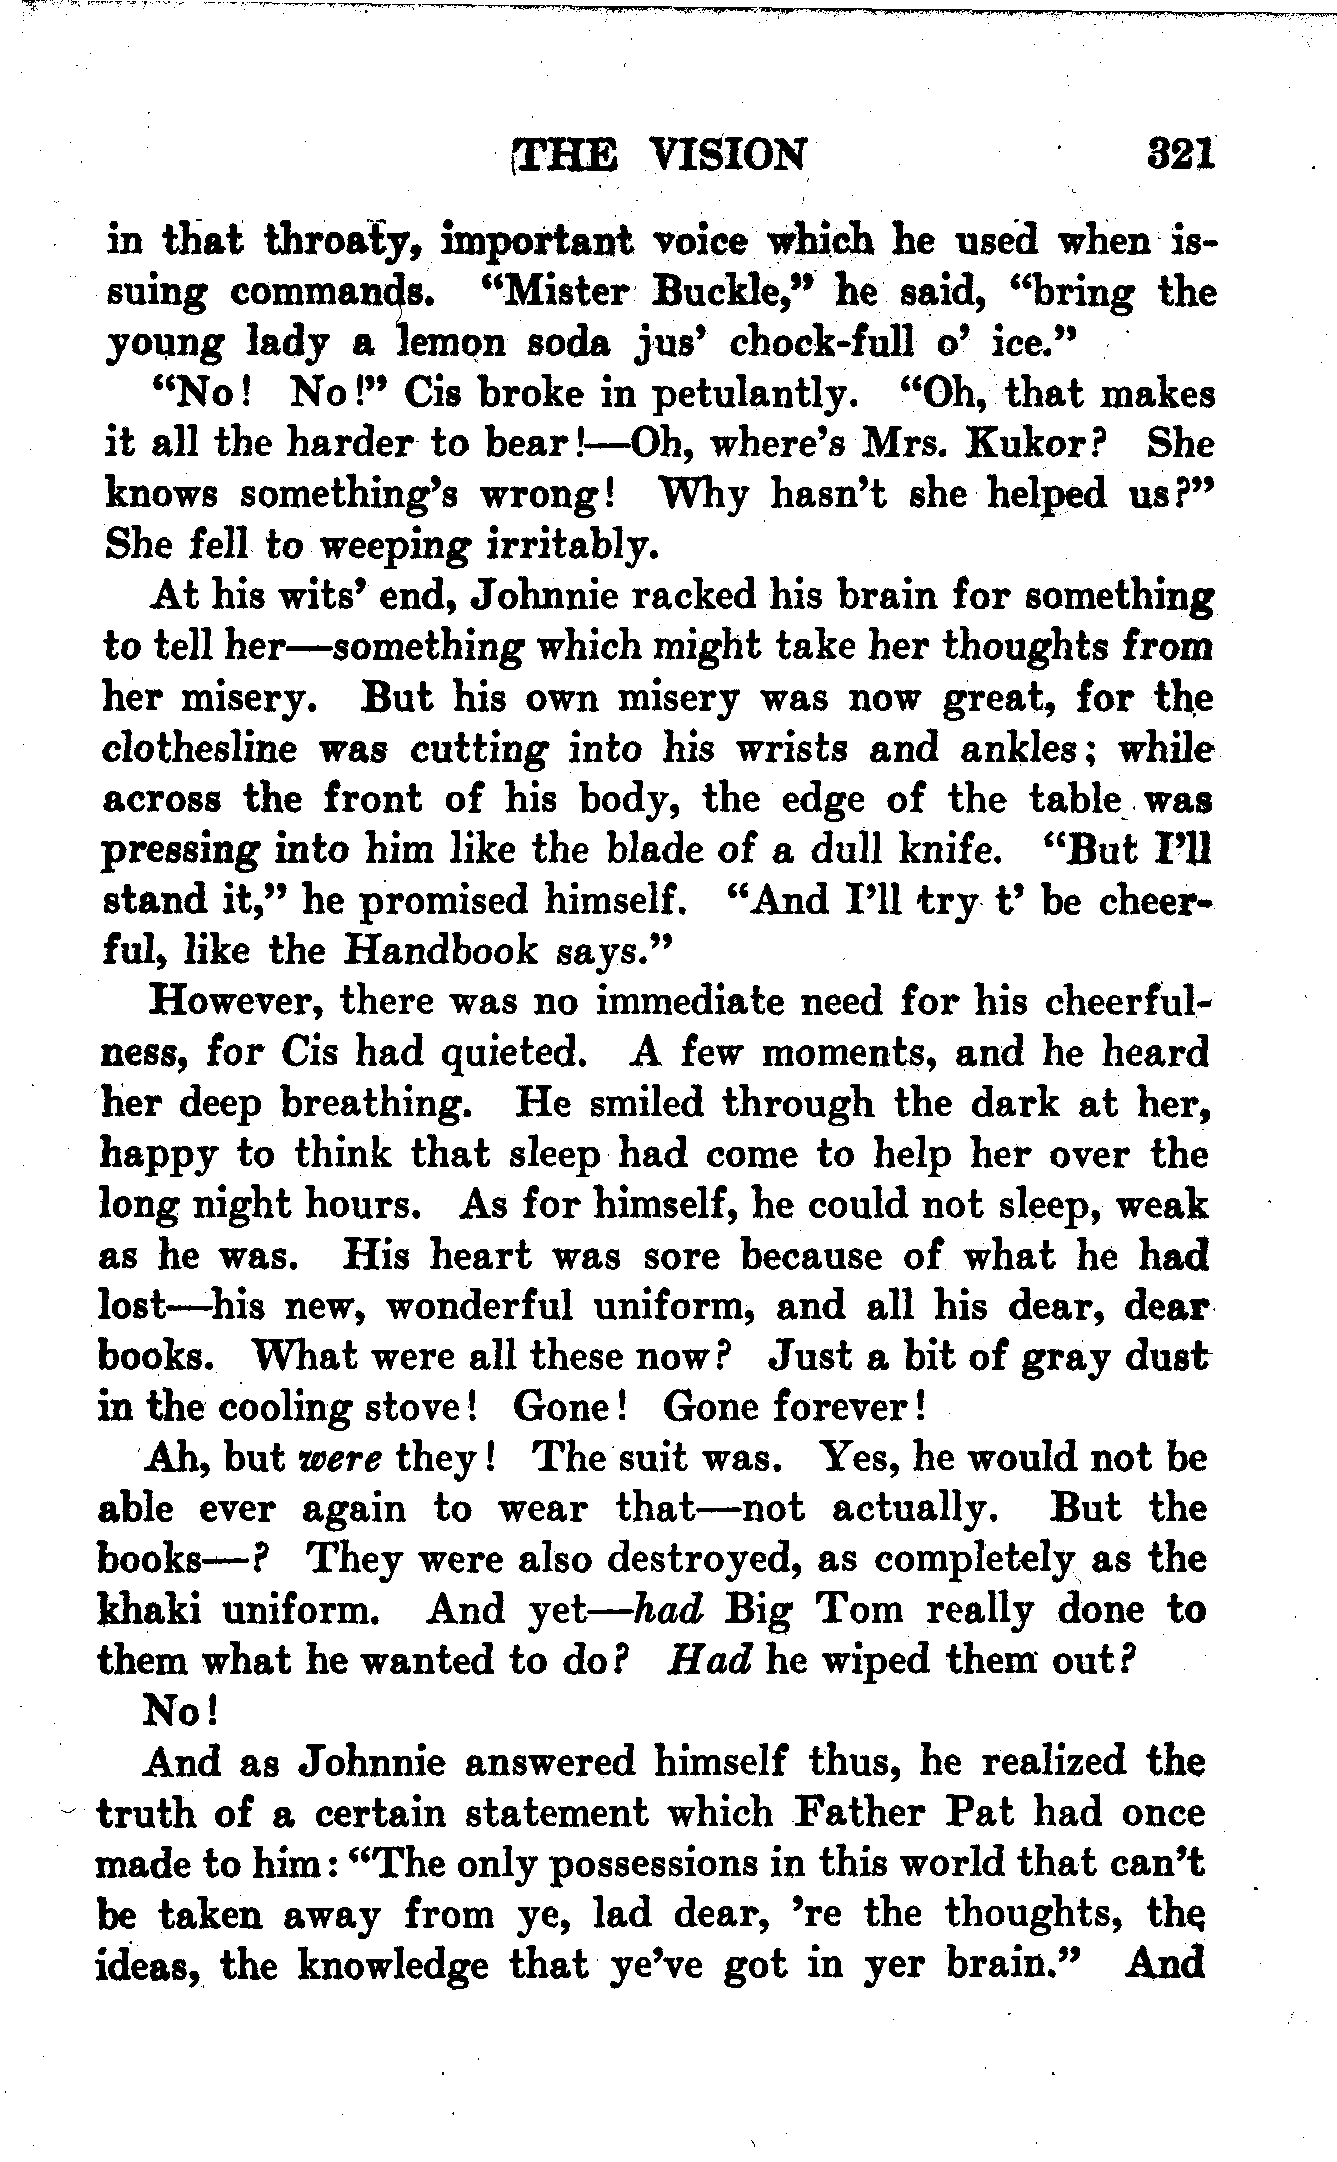 THE VISION 321
in that throaty, important voice which he used when is-
suing commands. “Mister Buckle,” he said, “bring the
young lady a lemon soda jus’ chock-full o’ ice.”
“No! No!” Cis broke in petulantly. “Oh, that makes
it all the harder to bear!—Oh, where’s Mrs. Kukor? She
knows something’s wrong! Why hasn’t she helped us?”
She fell to weeping irritably.
At his wits’ end, Johnnie racked his brain for something
to tell her—something which might take her thoughts from
her misery. But his own misery was now great, for the
clothesline was cutting into his wrists and ankles; while
across the front of his body, the edge of the table was
pressing into him like the blade of a dull knife. “But I’ll
stand it,” he promised himself. “And I’ll try t’ be cheer-
ful, like the Handbook says.”
However, there was no immediate need for his cheerful-
ness, for Cis had quieted. A few moments, and he heard
her deep breathing. He smiled through the dark at her,
happy to think that sleep had come to help her over the
long night hours. As for himself, he could not sleep, weak
as he was. His heart was sore because of what he had
lost—his new, wonderful uniform, and all his dear, dear
books. What were all these now? Just a bit of gray dust
in the cooling stove! Gone! Gone forever!
Ah, but were they! The suit was. Yes, he would not be
able ever again to wear that—not actually. But the
books—? They were also destroyed, as completely as the
khaki uniform. And yet—had Big Tom really done to
them what he wanted to do? Had he wiped them out?
No!
And as Johnnie answered himself thus, he realized the
truth of a certain statement which Father Pat had once
made to him: “The only possessions in this world that can’t
be taken away from ye, lad dear, ’re the thoughts, the
ideas, the knowledge that ye’ve got in yer brain.” And